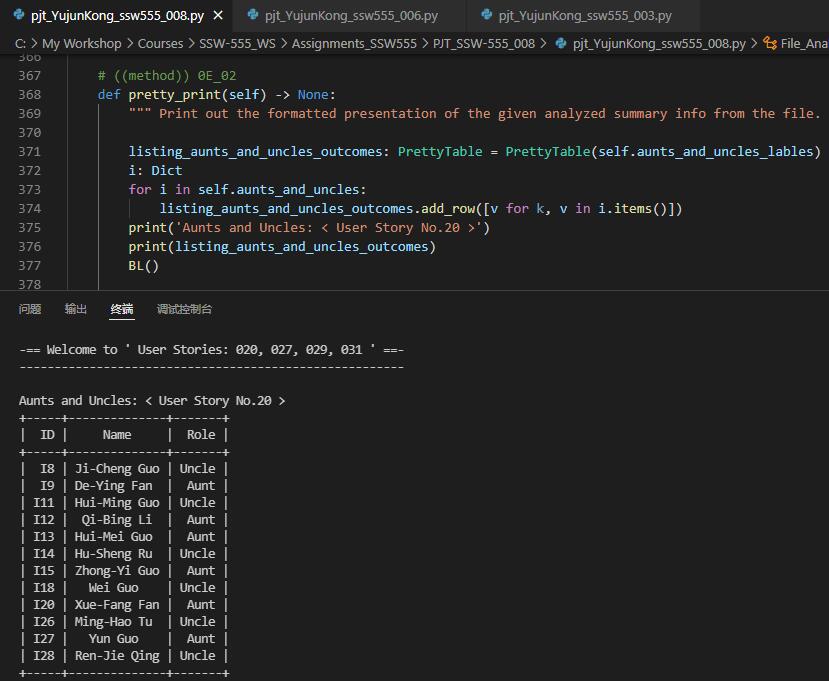 pjt_YujunKong_ssw555_008.py × pjt_YujunKong_ssw555_006.py pjt_YujunKong_ssw555_003.py
C: > My Workshop > Courses > SSW-555_WS > Assignments_SSW555 > PJT_SSW-555_008 > pjt_YujunKong_ssw555_008.py > File_Ana
366
367 # ((method)) 0E_02
368 def pretty_print(self) -> None:
369 """ Print out the formatted presentation of the given analyzed summary info from the file.
370
371 listing_aunts_and_uncles_outcomes: PrettyTable = PrettyTable(self.aunts_and_uncles_lables)
372 i: Dict
373 for i in self.aunts_and_uncles:
374 listing_aunts_and_uncles_outcomes.add_row([v for k, v in i.items()])
375 print('Aunts and Uncles: < User Story No.20 >')
376 print(listing_aunts_and_uncles_outcomes)
377 BL()
378
问题 输出 终端 调试控制台
-== Welcome to ' User Stories: 020, 027, 029, 031 ' ==-
-------------------------------------------------------
Aunts and Uncles: < User Story No.20 >
+-----+--------------+-------+
| ID | Name | Role |
+-----+--------------+-------+
| I8 | Ji-Cheng Guo | Uncle |
| I9 | De-Ying Fan | Aunt |
| I11 | Hui-Ming Guo | Uncle |
| I12 | Qi-Bing Li | Aunt |
| I13 | Hui-Mei Guo | Aunt |
| I14 | Hu-Sheng Ru | Uncle |
| I15 | Zhong-Yi Guo | Aunt |
| I18 | Wei Guo | Uncle |
| I20 | Xue-Fang Fan | Aunt |
| I26 | Ming-Hao Tu | Uncle |
| I27 | Yun Guo | Aunt |
| I28 | Ren-Jie Qing | Uncle |
+-----+--------------+-------+